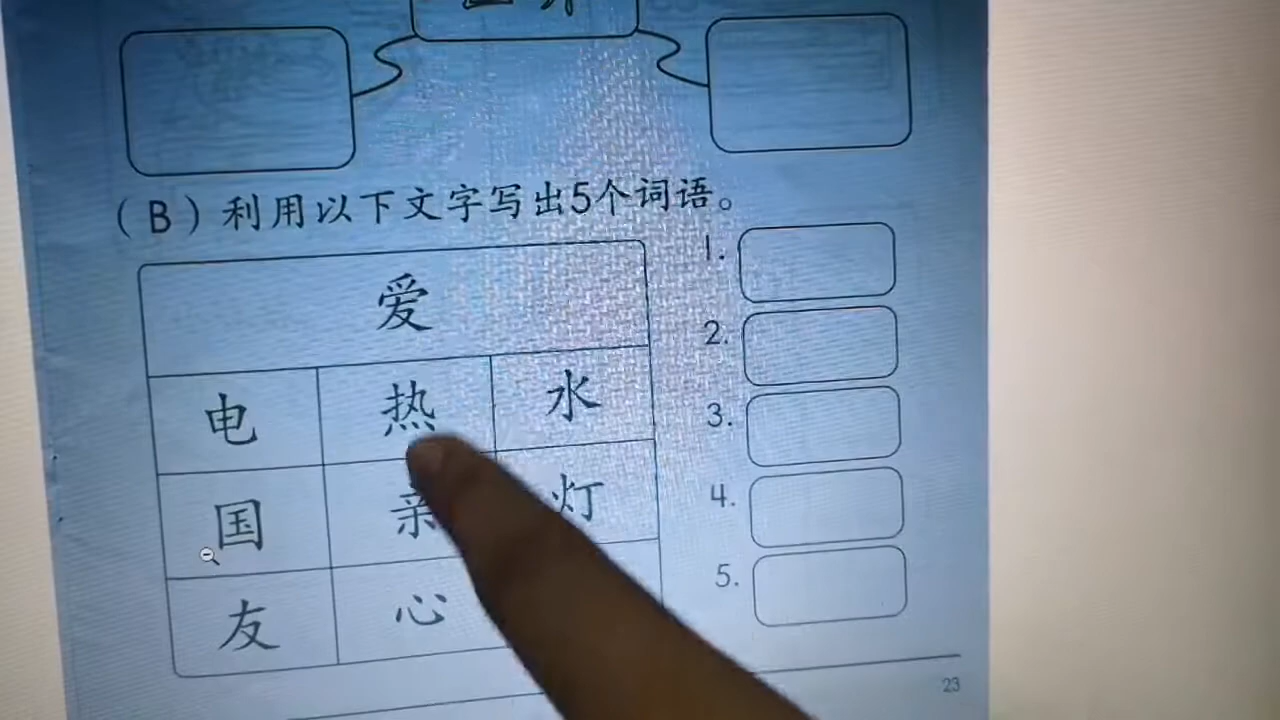 (B)利用以下文字写出5个词语。
爱
1.
2.
电 热 水
3.
国 亲 灯
4.
友 心
5.
23